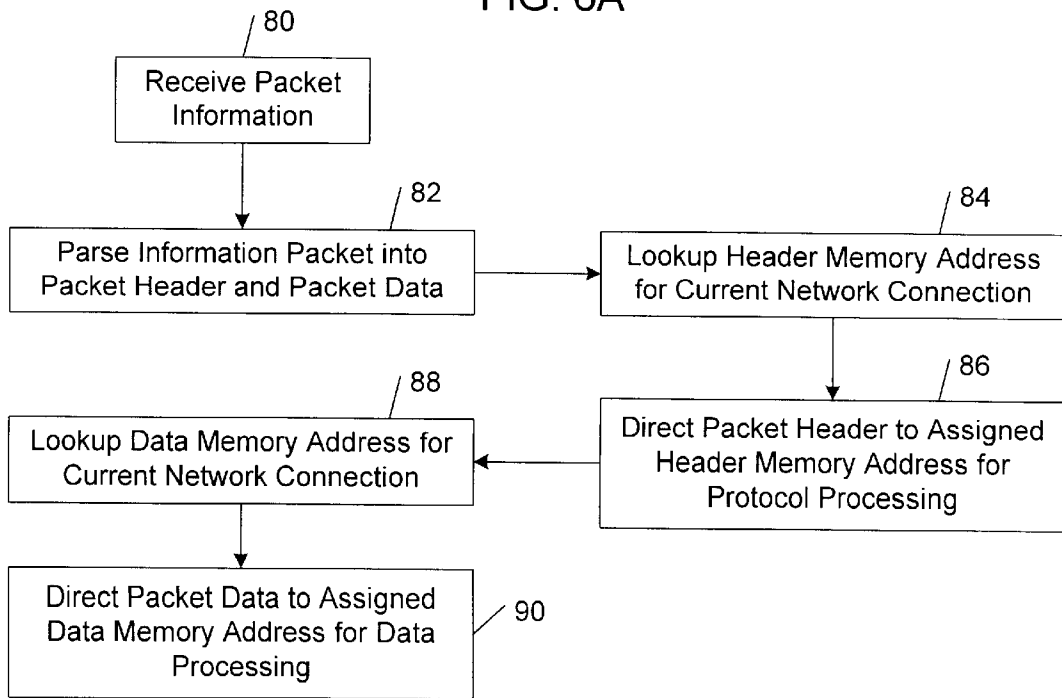 FIG. 6A
80
Receive Packet
Information
82
Parse Information Packet into
Packet Header and Packet Data
84
Lookup Header Memory Address
for Current Network Connection
86
Direct Packet Header to Assigned
Header Memory Address for
Protocol Processing
88
Lookup Data Memory Address for
Current Network Connection
90
Direct Packet Data to Assigned
Data Memory Address for Data
Processing